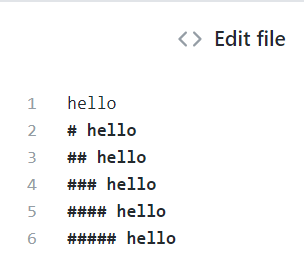 <> Edit file
1 hello
2 # hello
3 ## hello
4 ### hello
5 #### hello
6 ##### hello